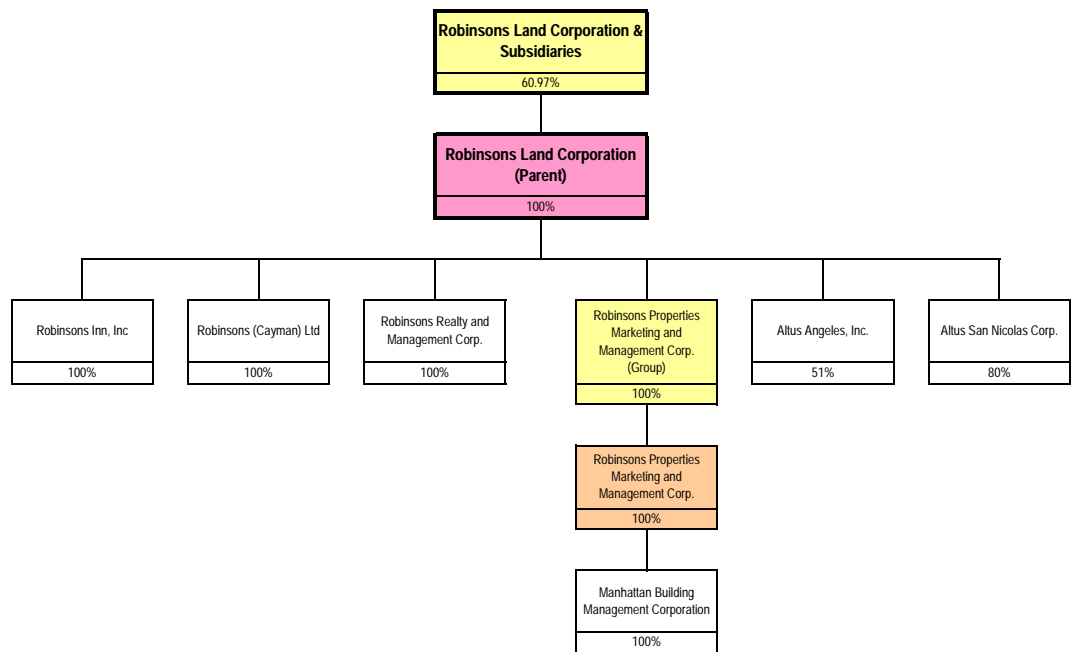 Robinsons Land Corporation &
Subsidiaries
60.97%
Robinsons Land Corporation
(Parent)
100%
Robinsons Inn, Inc
100%
Robinsons (Cayman) Ltd
100%
Robinsons Realty and
Management Corp.
100%
Robinsons Properties
Marketing and
Management Corp.
(Group)
100%
Altus Angeles, Inc.
51%
Altus San Nicolas Corp.
80%
Robinsons Properties
Marketing and
Management Corp.
100%
Manhattan Building
Management Corporation
100%